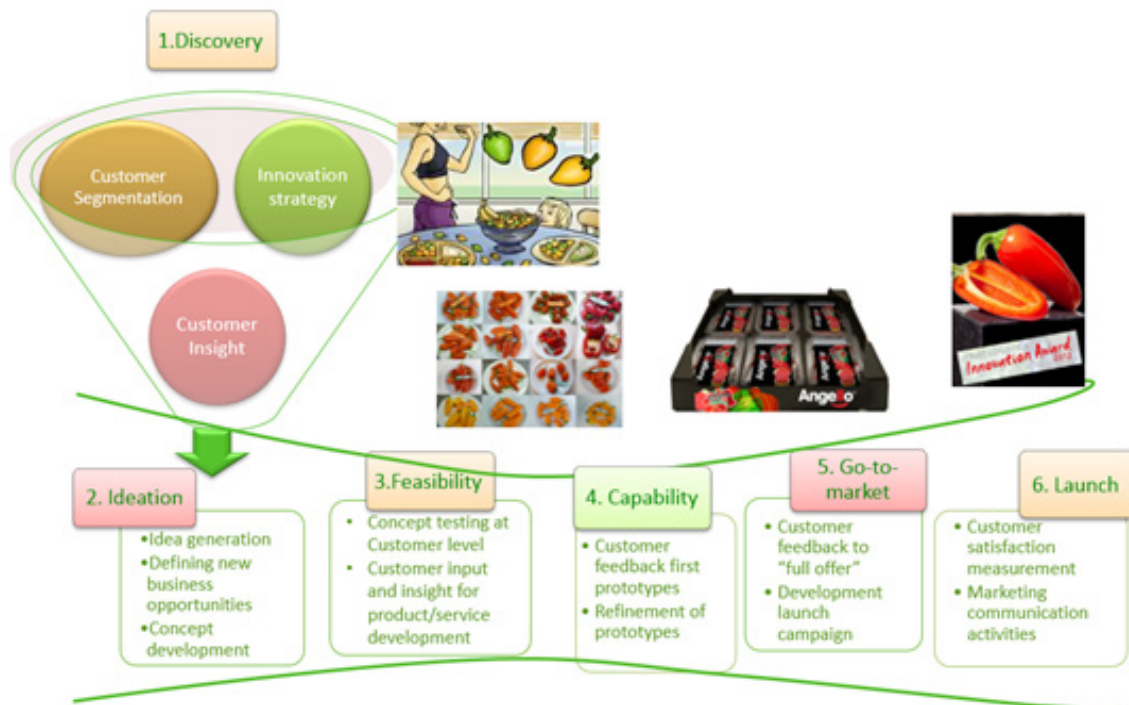 1.Discovery
Customer
Segmentation
Innovation
strategy
Customer
Insight
Angello
Innovation Award
2012
2. Ideation
•Idea generation
•Defining new
business
opportunities
•Concept
development
3.Feasibility
• Concept testing at
Customer level
• Customer input
and insight for
product/service
development
4. Capability
• Customer
feedback first
prototypes
• Refinement of
prototypes
5. Go-to-
market
• Customer
feedback to
"full offer"
• Development
launch
campaign
6. Launch
• Customer
satisfaction
measurement
• Marketing
communication
activities